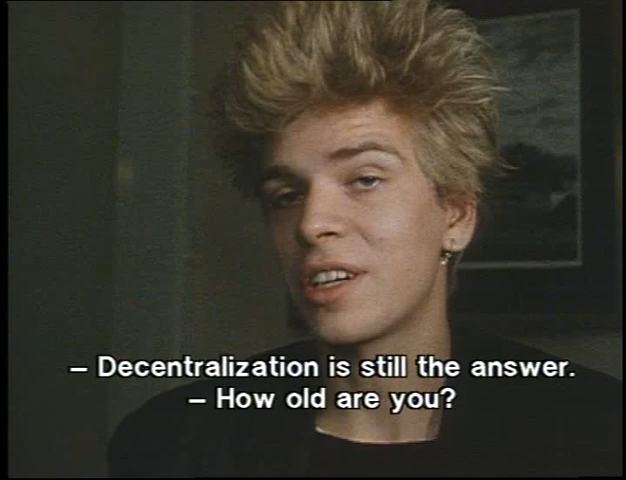 – Decentralization is still the answer.
– How old are you?